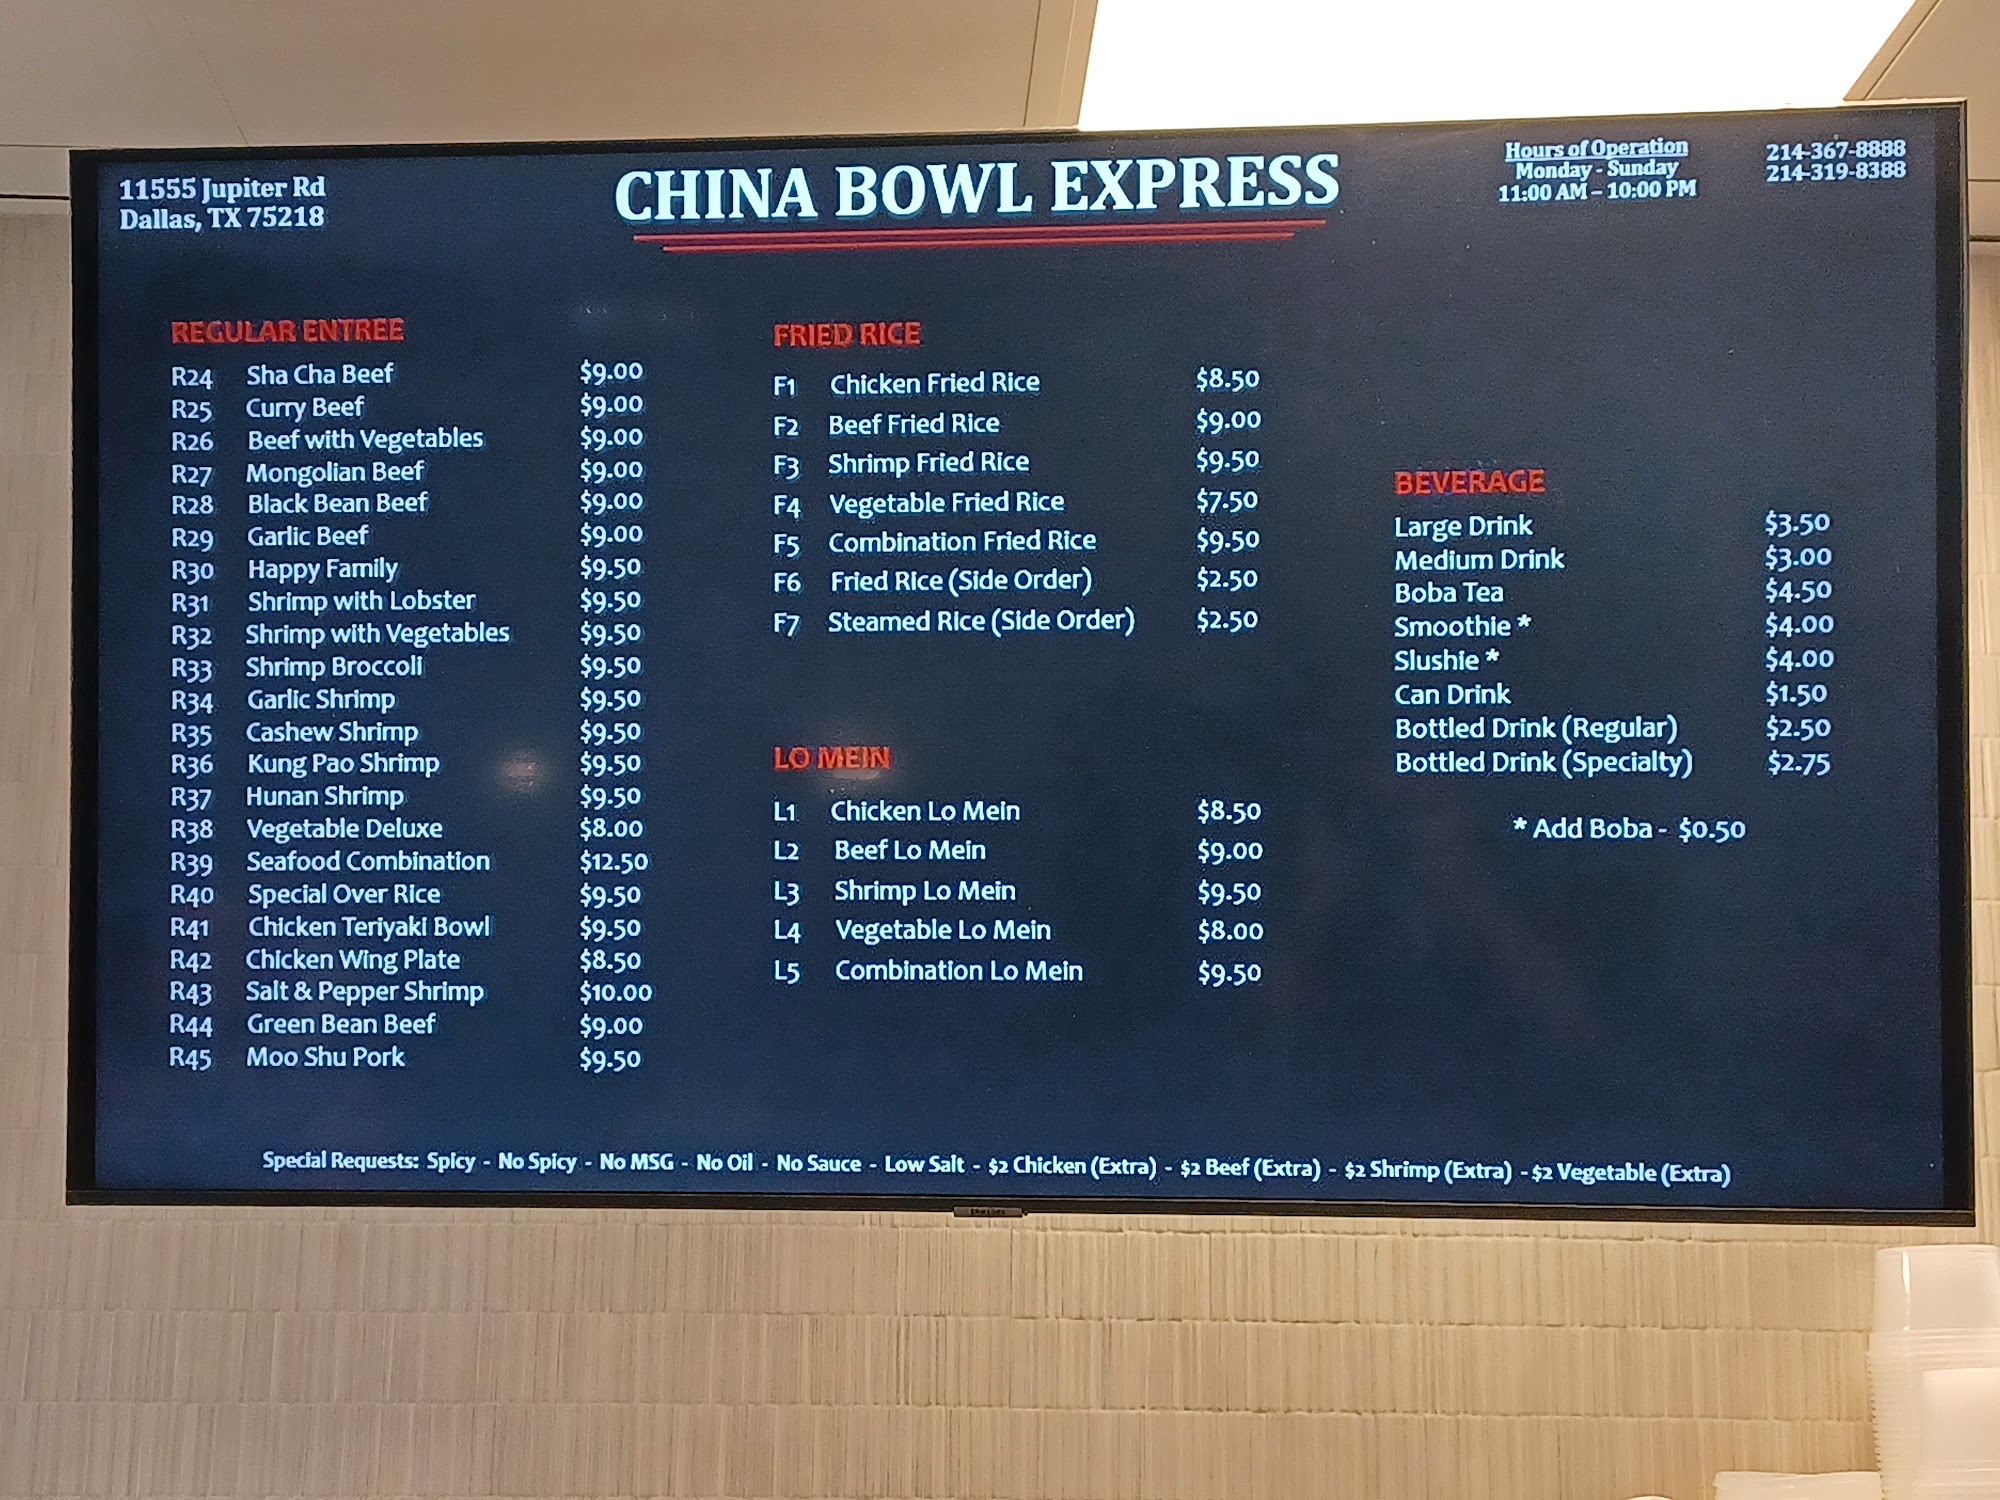 11555 Jupiter Rd
Dallas, TX 75218
CHINA BOWL EXPRESS
Hours of Operation
Monday - Sunday
11:00 AM – 10:00 PM
214-367-8888
214-319-8388
REGULAR ENTREE
R24 Sha Cha Beef $9.00
R25 Curry Beef $9.00
R26 Beef with Vegetables $9.00
R27 Mongolian Beef $9.00
R28 Black Bean Beef $9.00
R29 Garlic Beef $9.00
R30 Happy Family $9.50
R31 Shrimp with Lobster $9.50
R32 Shrimp with Vegetables $9.50
R33 Shrimp Broccoli $9.50
R34 Garlic Shrimp $9.50
R35 Cashew Shrimp $9.50
R36 Kung Pao Shrimp $9.50
R37 Hunan Shrimp $9.50
R38 Vegetable Deluxe $8.00
R39 Seafood Combination $12.50
R40 Special Over Rice $9.50
R41 Chicken Teriyaki Bowl $9.50
R42 Chicken Wing Plate $8.50
R43 Salt & Pepper Shrimp $10.00
R44 Green Bean Beef $9.00
R45 Moo Shu Pork $9.50
FRIED RICE
F1 Chicken Fried Rice $8.50
F2 Beef Fried Rice $9.00
F3 Shrimp Fried Rice $9.50
F4 Vegetable Fried Rice $7.50
F5 Combination Fried Rice $9.50
F6 Fried Rice (Side Order) $2.50
F7 Steamed Rice (Side Order) $2.50
LO MEIN
L1 Chicken Lo Mein $8.50
L2 Beef Lo Mein $9.00
L3 Shrimp Lo Mein $9.50
L4 Vegetable Lo Mein $8.00
L5 Combination Lo Mein $9.50
BEVERAGE
Large Drink $3.50
Medium Drink $3.00
Boba Tea $4.50
Smoothie * $4.00
Slushie * $4.00
Can Drink $1.50
Bottled Drink (Regular) $2.50
Bottled Drink (Specialty) $2.75
* Add Boba - $0.50
Special Requests: Spicy - No Spicy - No MSG - No Oil - No Sauce - Low Salt - $2 Chicken (Extra) - $2 Beef (Extra) - $2 Shrimp (Extra) - $2 Vegetable (Extra)